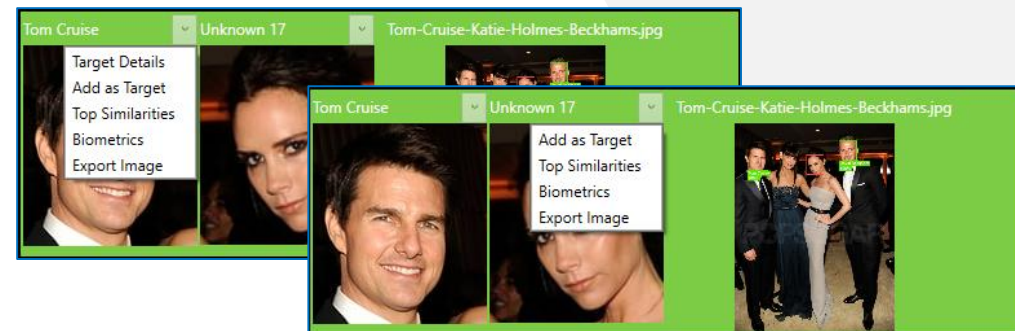 Tom Cruise
Unknown 17
Tom-Cruise-Katie-Holmes-Beckhams.jpg
Target Details
Add as Target
Top Similarities
Biometrics
Export Image
Tom Cruise
Unknown 17
Tom-Cruise-Katie-Holmes-Beckhams.jpg
Add as Target
Top Similarities
Biometrics
Export Image